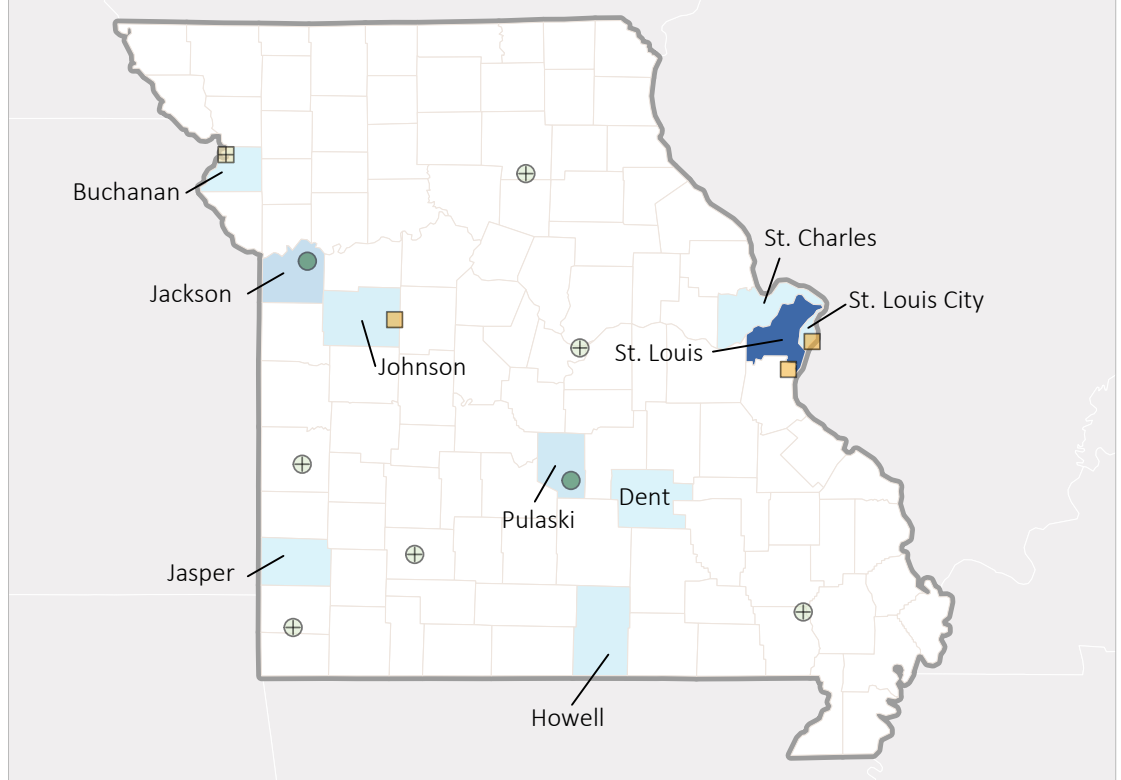 Buchanan
St. Charles
Jackson
St. Louis City
St. Louis
Johnson
Dent
Pulaski
Jasper
Howell